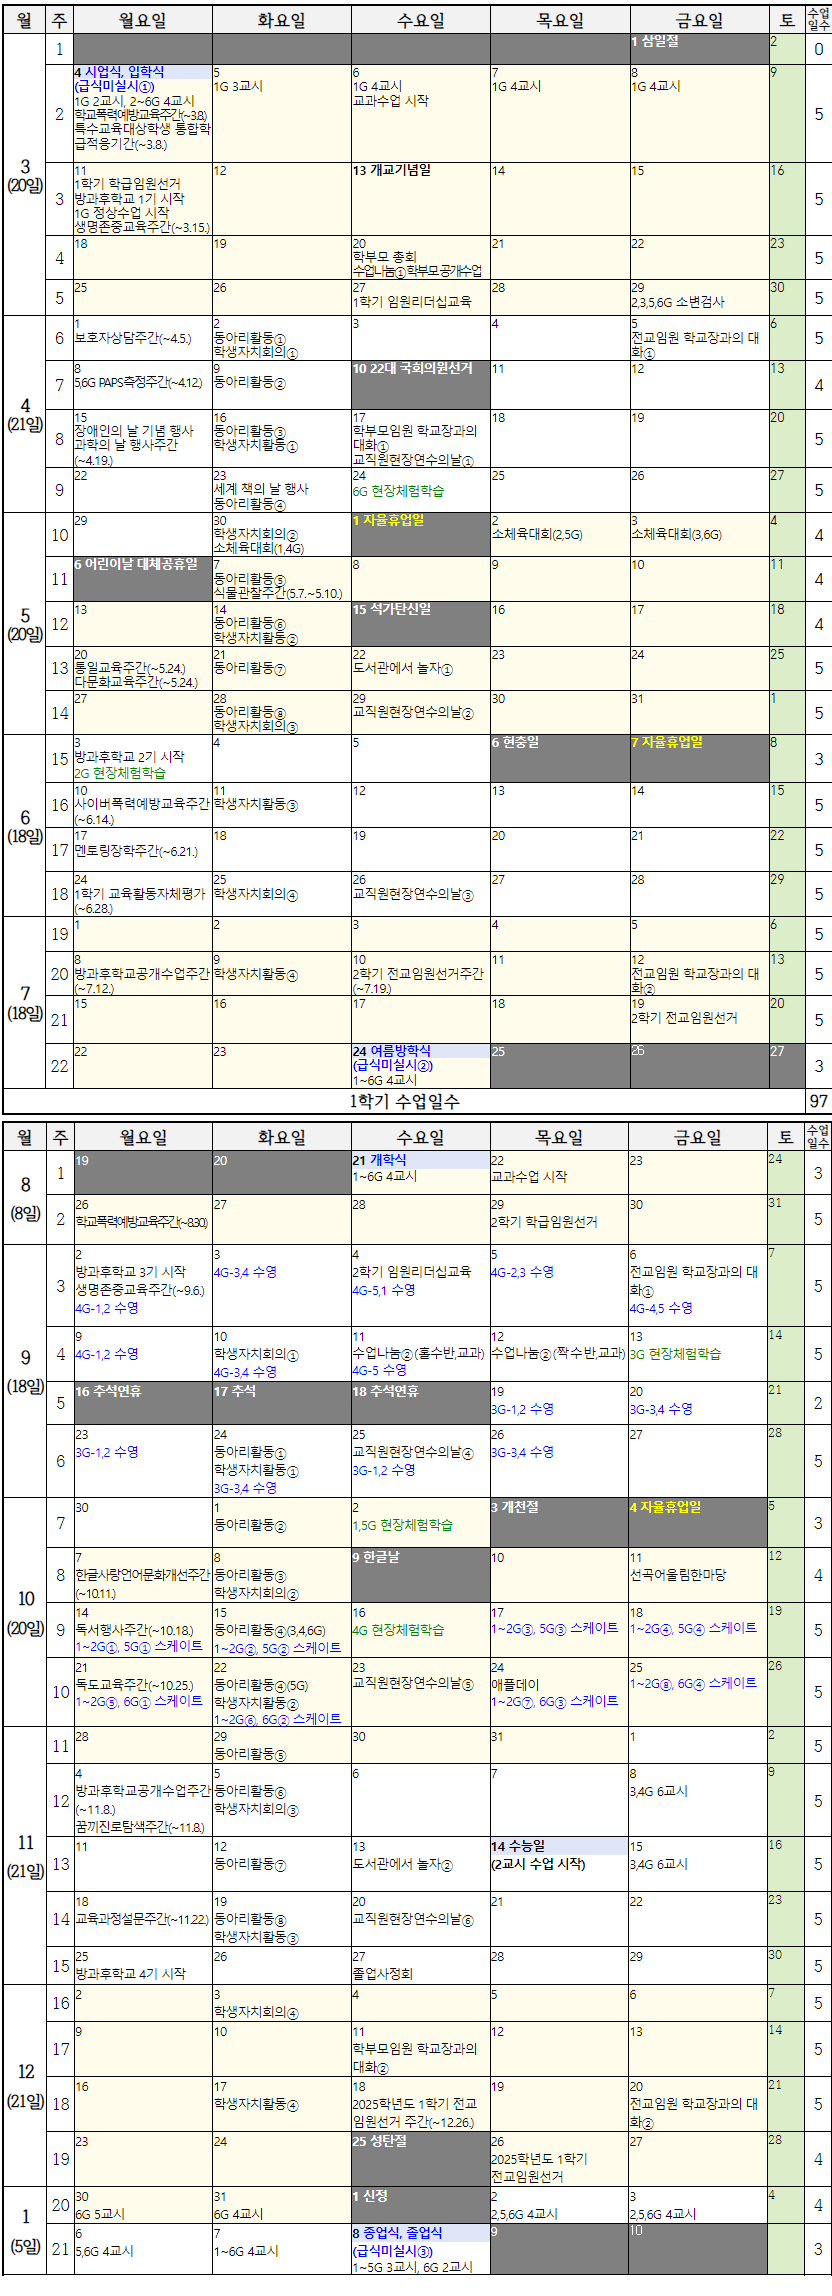 월 주 월요일 화요일 수요일 목요일 금요일 토 수업일수
3
(20일)
1
1 삼일절
2
0
2
4 시업식, 입학식
(급식미실시①)
1G 2교시, 2~6G 4교시
학교폭력예방교육주간(~3.8)
특수교육대상학생 통합학
급적응기간(~3.8.)
5
1G 3교시
6
1G 4교시
교과수업 시작
7
1G 4교시
8
1G 4교시
9
5
3
11
1학기 학급임원선거
방과후학교 1기 시작
1G 정상수업 시작
생명존중교육주간(~3.15.)
12
13 개교기념일
14
15
16
5
4
18
19
20
학부모 총회
수업나눔①학부모공개수업
21
22
23
5
5
25
26
27
1학기 임원리더십교육
28
29
2,3,5,6G 소변검사
30
5
4
(21일)
6
1
보호자상담주간(~4.5.)
2
동아리활동①
학생자치회의①
3
4
5
전교임원 학교장과의 대
화①
6
5
7
8
5,6G PAPS측정주간(~4.12.)
9
동아리활동②
10 22대 국회의원선거
11
12
13
4
8
15
장애인의 날 기념 행사
과학의 날 행사주간
(~4.19.)
16
동아리활동③
학생자치활동①
17
학부모임원 학교장과의
대화①
교직원현장연수의날①
18
19
20
5
9
22
23
세계 책의 날 행사
동아리활동④
24
6G 현장체험학습
25
26
27
5
5
(20일)
10
29
30
학생자치회의②
소체육대회(1,4G)
1 자율휴업일
2
소체육대회(2,5G)
3
소체육대회(3,6G)
4
4
11
6 어린이날 대체공휴일
7
동아리활동⑤
식물관찰주간(5.7.~5.10.)
8
9
10
11
4
12
13
14
동아리활동⑥
학생자치활동②
15 석가탄신일
16
17
18
4
13
20
통일교육주간(~5.24.)
다문화교육주간(~5.24.)
21
동아리활동⑦
22
도서관에서 놀자①
23
24
25
5
14
27
28
동아리활동⑧
학생자치회의③
29
교직원현장연수의날②
30
31
1
5
6
(18일)
15
3
방과후학교 2기 시작
2G 현장체험학습
4
5
6 현충일
7 자율휴업일
8
3
16
10
사이버폭력예방교육주간
(~6.14.)
11
학생자치활동③
12
13
14
15
5
17
17
멘토링장학주간(~6.21.)
18
19
20
21
22
5
18
24
1학기 교육활동자체평가
(~6.28.)
25
학생자치회의④
26
교직원현장연수의날③
27
28
29
5
7
(18일)
19
1
2
3
4
5
6
5
20
8
방과후학교공개수업주간
(~7.12.)
9
학생자치활동④
10
2학기 전교임원선거주간
(~7.19.)
11
12
전교임원 학교장과의 대
화②
13
5
21
15
16
17
18
19
2학기 전교임원선거
20
5
22
22
23
24 여름방학식
(급식미실시②)
1~6G 4교시
25
26
27
3
1학기 수업일수 97
월 주 월요일 화요일 수요일 목요일 금요일 토 수업일수
8
(8일)
1
19
20
21 개학식
1~6G 4교시
22
교과수업 시작
23
24
3
2
26
학교폭력예방교육주간(~8.30)
27
28
29
2학기 학급임원선거
30
31
5
9
(18일)
3
2
방과후학교 3기 시작
생명존중교육주간(~9.6.)
4G-1,2 수영
3
4G-3,4 수영
4
2학기 임원리더십교육
4G-5,1 수영
5
4G-2,3 수영
6
전교임원 학교장과의 대
화①
4G-4,5 수영
7
5
4
9
4G-1,2 수영
10
학생자치회의①
4G-3,4 수영
11
수업나눔②(홀수반,교과)
4G-5 수영
12
수업나눔②(짝수반,교과)
13
3G 현장체험학습
14
5
5
16 추석연휴
17 추석
18 추석연휴
19
3G-1,2 수영
20
3G-3,4 수영
21
2
6
23
3G-1,2 수영
24
동아리활동①
학생자치활동①
3G-3,4 수영
25
교직원현장연수의날④
3G-1,2 수영
26
3G-3,4 수영
27
28
5
10
(20일)
7
30
1
동아리활동②
2
1,5G 현장체험학습
3 개천절
4 자율휴업일
5
3
8
7
한글사랑언어문화개선주간
(~10.11.)
8
동아리활동③
학생자치회의②
9 한글날
10
11
선곡어울림한마당
12
4
9
14
독서행사주간(~10.18.)
1~2G①, 5G① 스케이트
15
동아리활동④(3,4,6G)
1~2G②, 5G② 스케이트
16
4G 현장체험학습
17
1~2G③, 5G③ 스케이트
18
1~2G④, 5G④ 스케이트
19
5
10
21
독도교육주간(~10.25.)
1~2G⑤, 6G① 스케이트
22
동아리활동④(5G)
학생자치활동②
1~2G⑥, 6G② 스케이트
23
교직원현장연수의날⑤
24
애플데이
1~2G⑦, 6G③ 스케이트
25
1~2G⑧, 6G④ 스케이트
26
5
11
(21일)
11
28
29
동아리활동⑤
30
31
1
2
5
12
4
방과후학교공개수업주간
(~11.8.)
꿈끼진로탐색주간(~11.8.)
5
동아리활동⑥
학생자치회의③
6
7
8
3,4G 6교시
9
5
13
11
12
동아리활동⑦
13
도서관에서 놀자②
14 수능일
(2교시 수업 시작)
15
3,4G 6교시
16
5
14
18
교육과정설문주간(~11.22.)
19
동아리활동⑧
학생자치활동③
20
교직원현장연수의날⑥
21
22
23
5
15
25
방과후학교 4기 시작
26
27
졸업사정회
28
29
30
5
12
(21일)
16
2
3
학생자치회의④
4
5
6
7
5
17
9
10
11
학부모임원 학교장과의
대화②
12
13
14
5
18
16
17
학생자치활동④
18
2025학년도 1학기 전교
임원선거 주간(~12.26.)
19
20
전교임원 학교장과의 대
화②
21
5
19
23
24
25 성탄절
26
2025학년도 1학기
전교임원선거
27
28
4
1
(5일)
20
30
6G 5교시
31
6G 4교시
1 신정
2
2,5,6G 4교시
3
2,5,6G 4교시
4
4
21
6
5,6G 4교시
7
1~6G 4교시
8 종업식, 졸업식
(급식미실시③)
1~5G 3교시, 6G 2교시
9
10
3